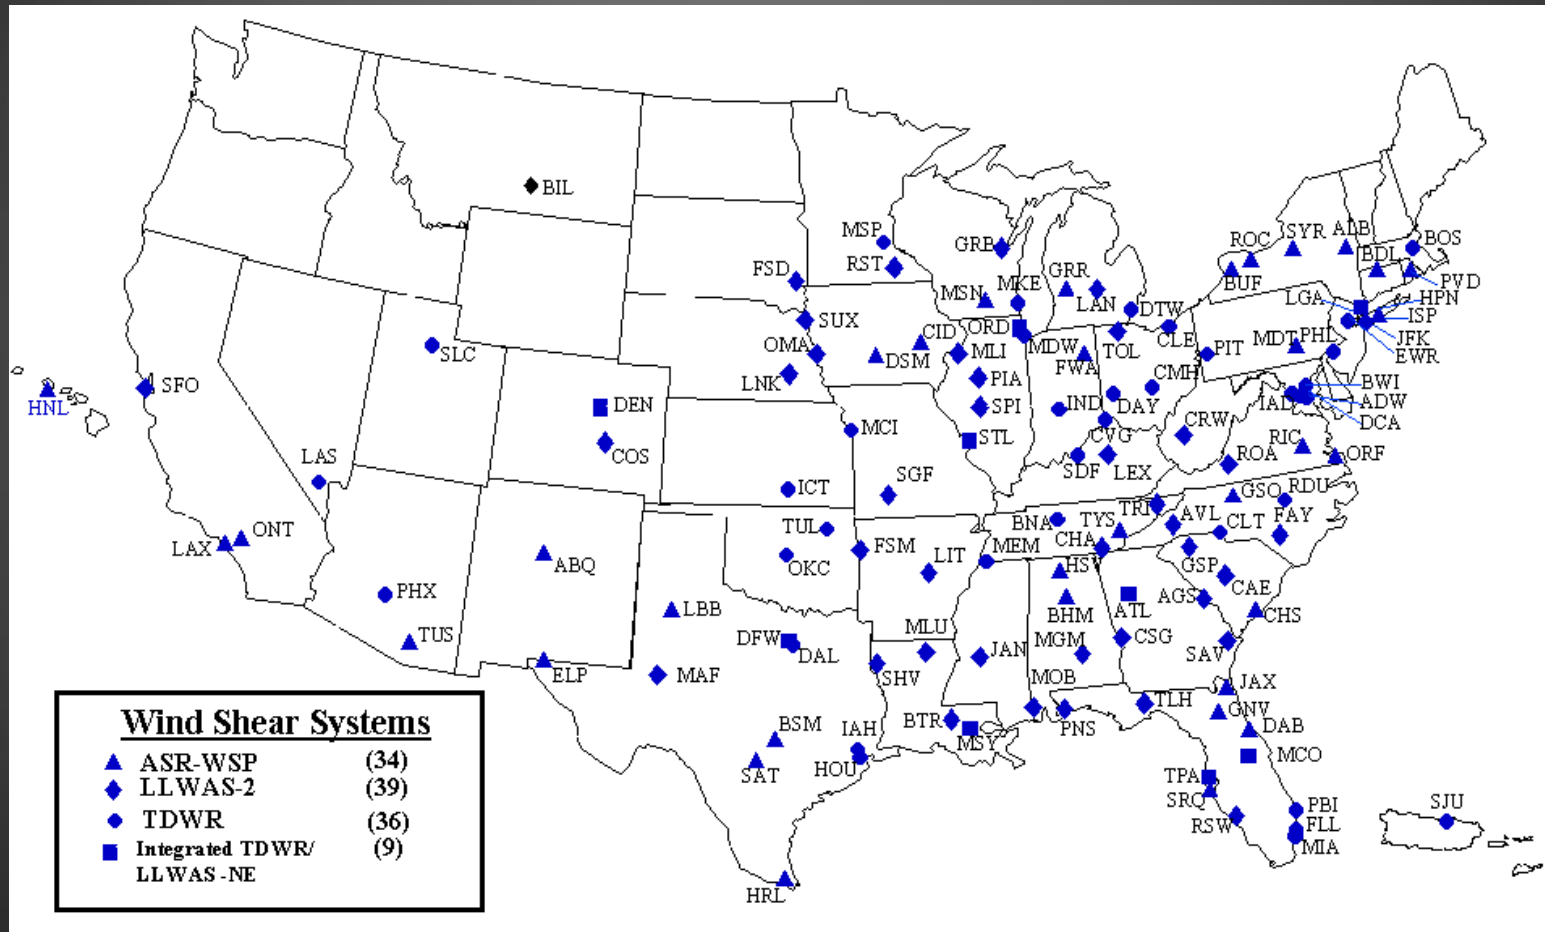 BIL
MSP
GRB
ROC
SYR
ALB
BOS
FSD
RST
GRR
BUF
BDL
PVD
MSN
MKE
LAN
DTW
LGA
HPN
ISP
SUX
CID
ORD
MDW
TOL
CLE
PIT
MDT
PHL
JFK
EWR
SLC
OMA
DSM
MLI
FWA
SFO
LNK
PIA
CMH
BWI
HNL
DEN
SPI
IND
DAY
IAD
ADW
DCA
MCI
STL
CVG
CRW
RIC
COS
LAS
SGF
SDF
LEX
ROA
ORF
ICT
TRI
GSO
RDU
ONT
LAX
TUL
BNA
TYS
AVL
CLT
FAY
ABQ
OKC
FSM
LIT
MEM
CHA
GSP
PHX
LBB
HSV
BHM
ATL
AGS
CAE
CHS
TUS
DFW
DAL
MLU
JAN
MGM
CSG
SAV
ELP
MAF
SHV
MOB
TLH
JAX
GNV
BSM
IAH
BTR
MSY
PNS
DAB
SAT
HOU
MCO
TPA
SRQ
RSW
PBI
FLL
MIA
SJU
HRL
Wind Shear Systems
ASR-WSP (34)
LLWAS-2 (39)
TDWR (36)
Integrated TDWR/ (9)
LLWAS-NE